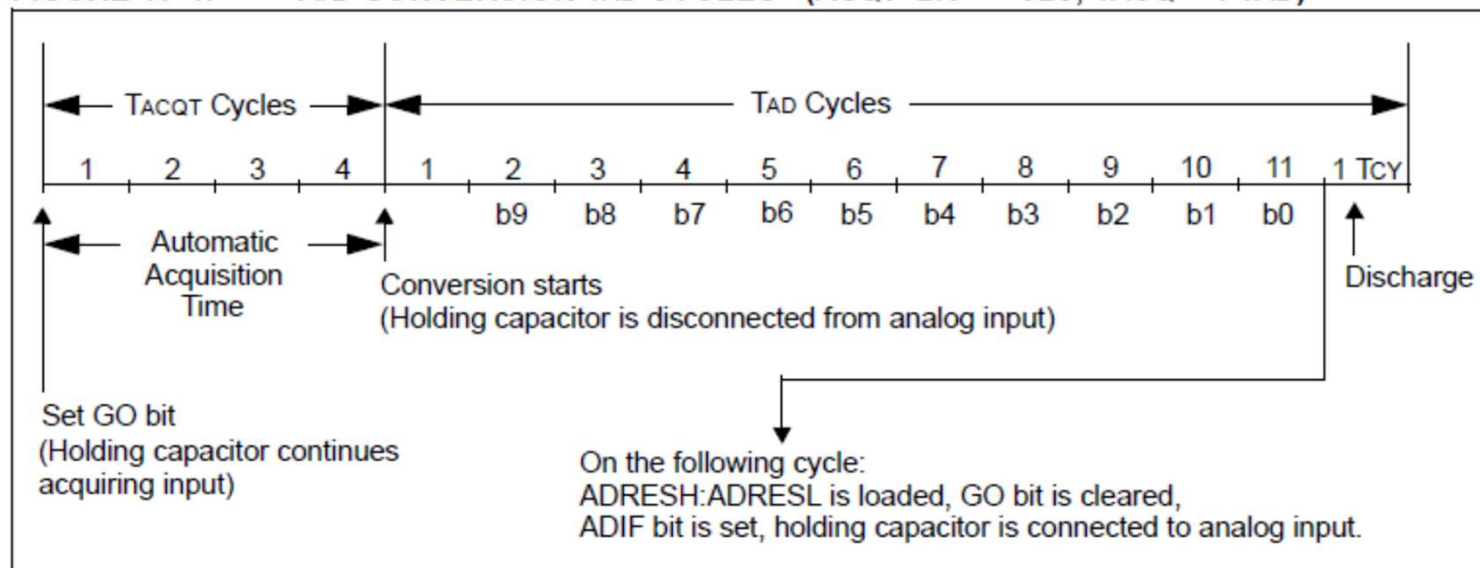 TACQT Cycles
TAD Cycles
1 2 3 4 1 2 3 4 5 6 7 8 9 10 11 1 TCY
b9 b8 b7 b6 b5 b4 b3 b2 b1 b0
Automatic
Acquisition
Time
Conversion starts
(Holding capacitor is disconnected from analog input)
Discharge
Set GO bit
(Holding capacitor continues
acquiring input)
On the following cycle:
ADRESH:ADRESL is loaded, GO bit is cleared,
ADIF bit is set, holding capacitor is connected to analog input.